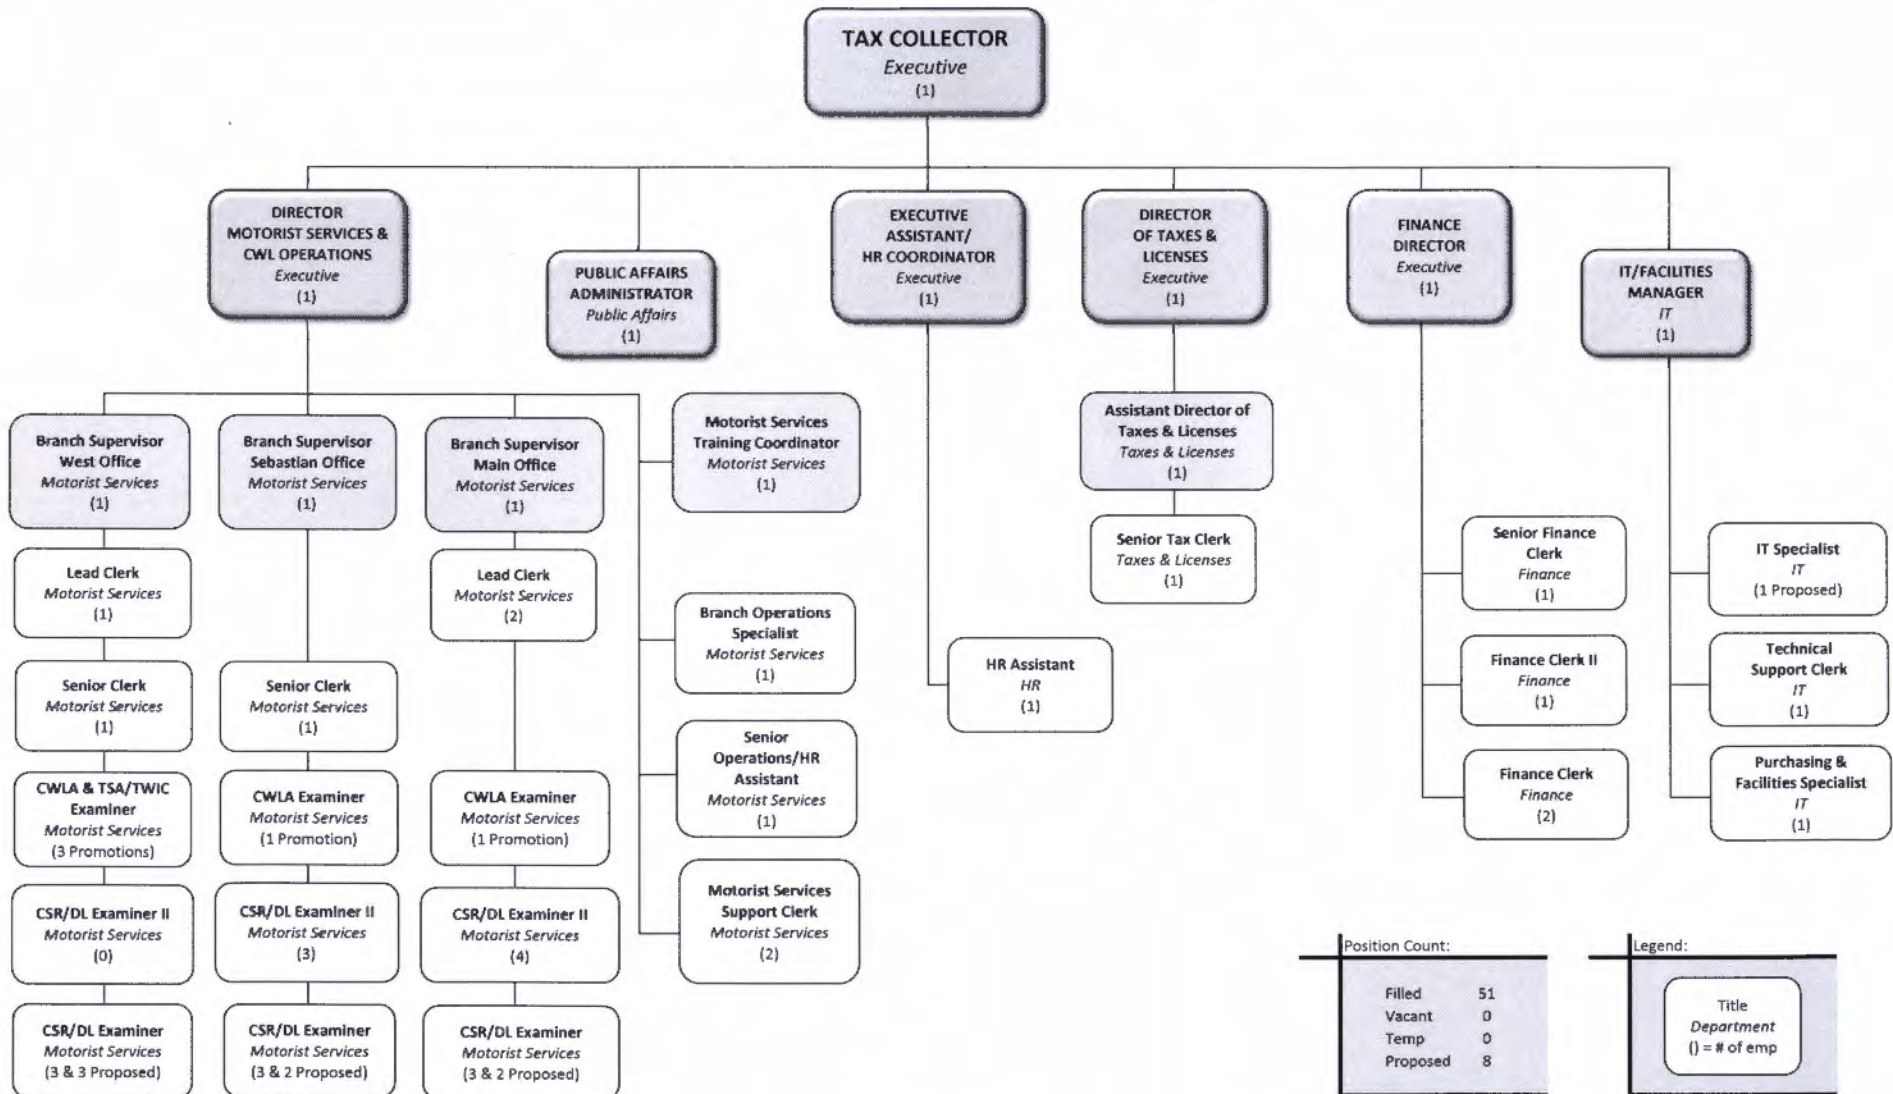 TAX COLLECTOR
Executive
(1)
DIRECTOR
MOTORIST SERVICES &
CWL OPERATIONS
Executive
(1)
PUBLIC AFFAIRS
ADMINISTRATOR
Public Affairs
(1)
EXECUTIVE
ASSISTANT/
HR COORDINATOR
Executive
(1)
DIRECTOR
OF TAXES &
LICENSES
Executive
(1)
FINANCE
DIRECTOR
Executive
(1)
IT/FACILITIES
MANAGER
IT
(1)
Branch Supervisor
West Office
Motorist Services
(1)
Lead Clerk
Motorist Services
(1)
Senior Clerk
Motorist Services
(1)
CWLA & TSA/TWIC
Examiner
Motorist Services
(3 Promotions)
CSR/DL Examiner II
Motorist Services
(0)
CSR/DL Examiner
Motorist Services
(3 & 3 Proposed)
Branch Supervisor
Sebastian Office
Motorist Services
(1)
Senior Clerk
Motorist Services
(1)
CWLA Examiner
Motorist Services
(1 Promotion)
CSR/DL Examiner II
Motorist Services
(3)
CSR/DL Examiner
Motorist Services
(3 & 2 Proposed)
Branch Supervisor
Main Office
Motorist Services
(1)
Lead Clerk
Motorist Services
(2)
CWLA Examiner
Motorist Services
(1 Promotion)
CSR/DL Examiner II
Motorist Services
(4)
CSR/DL Examiner
Motorist Services
(3 & 2 Proposed)
Motorist Services
Training Coordinator
Motorist Services
(1)
Branch Operations
Specialist
Motorist Services
(1)
Senior
Operations/HR
Assistant
Motorist Services
(1)
Motorist Services
Support Clerk
Motorist Services
(2)
HR Assistant
HR
(1)
Assistant Director of
Taxes & Licenses
Taxes & Licenses
(1)
Senior Tax Clerk
Taxes & Licenses
(1)
Senior Finance
Clerk
Finance
(1)
Finance Clerk II
Finance
(1)
Finance Clerk
Finance
(2)
IT Specialist
IT
(1 Proposed)
Technical
Support Clerk
IT
(1)
Purchasing &
Facilities Specialist
IT
(1)
Position Count:
Filled 51
Vacant 0
Temp 0
Proposed 8
Legend:
Title
Department
() = # of emp